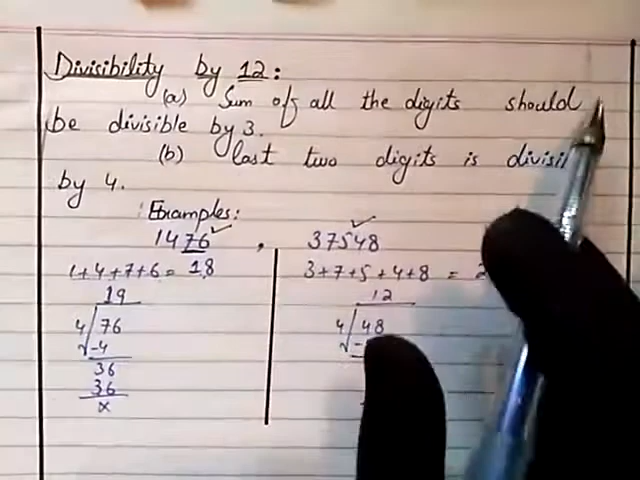 Divisibility by 12:
(a) Sum of all the digits should
be divisible by 3.
(b) last two digits is
by 4.
Examples:
1476 ✓ , 37548 ✓
1+4+7+6 = 18 3+7+5+4+8 = 2
19 12
4 76 4 48
-4 -
36
36
x